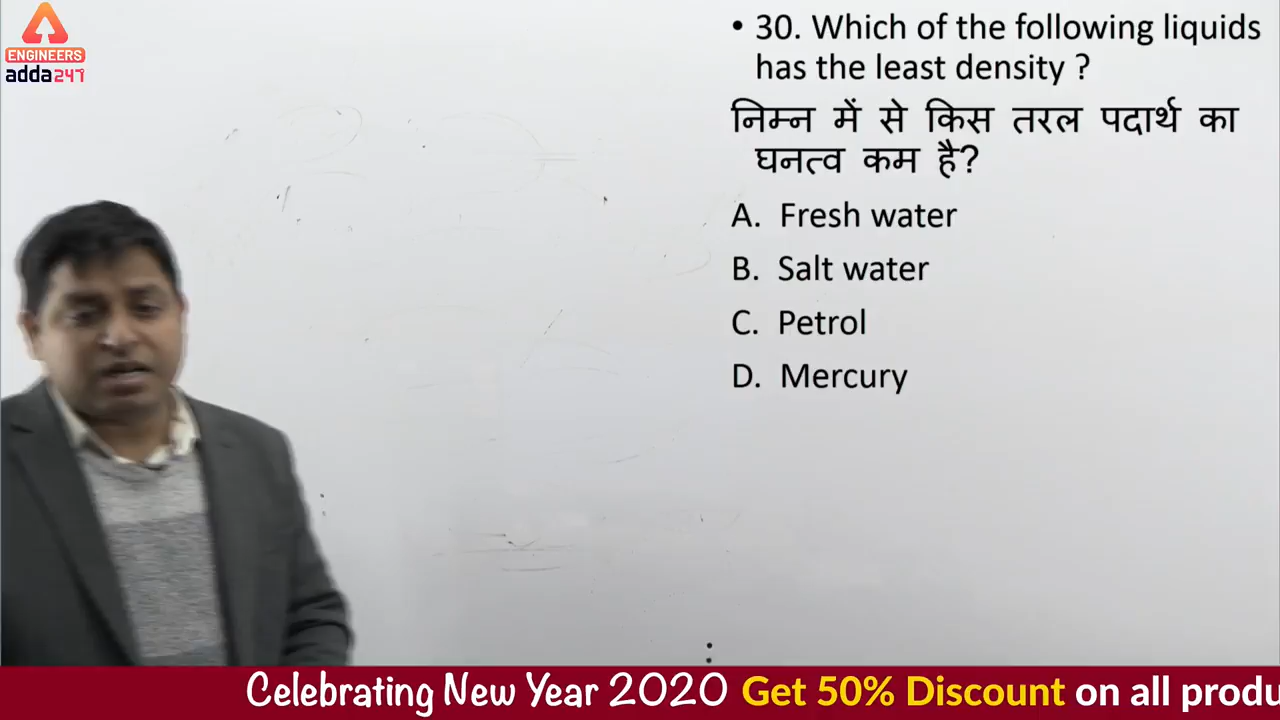 ENGINEERS
adda247
• 30. Which of the following liquids
has the least density ?
निम्न में से किस तरल पदार्थ का
घनत्व कम है?
A. Fresh water
B. Salt water
C. Petrol
D. Mercury
Celebrating New Year 2020 Get 50% Discount on all produ